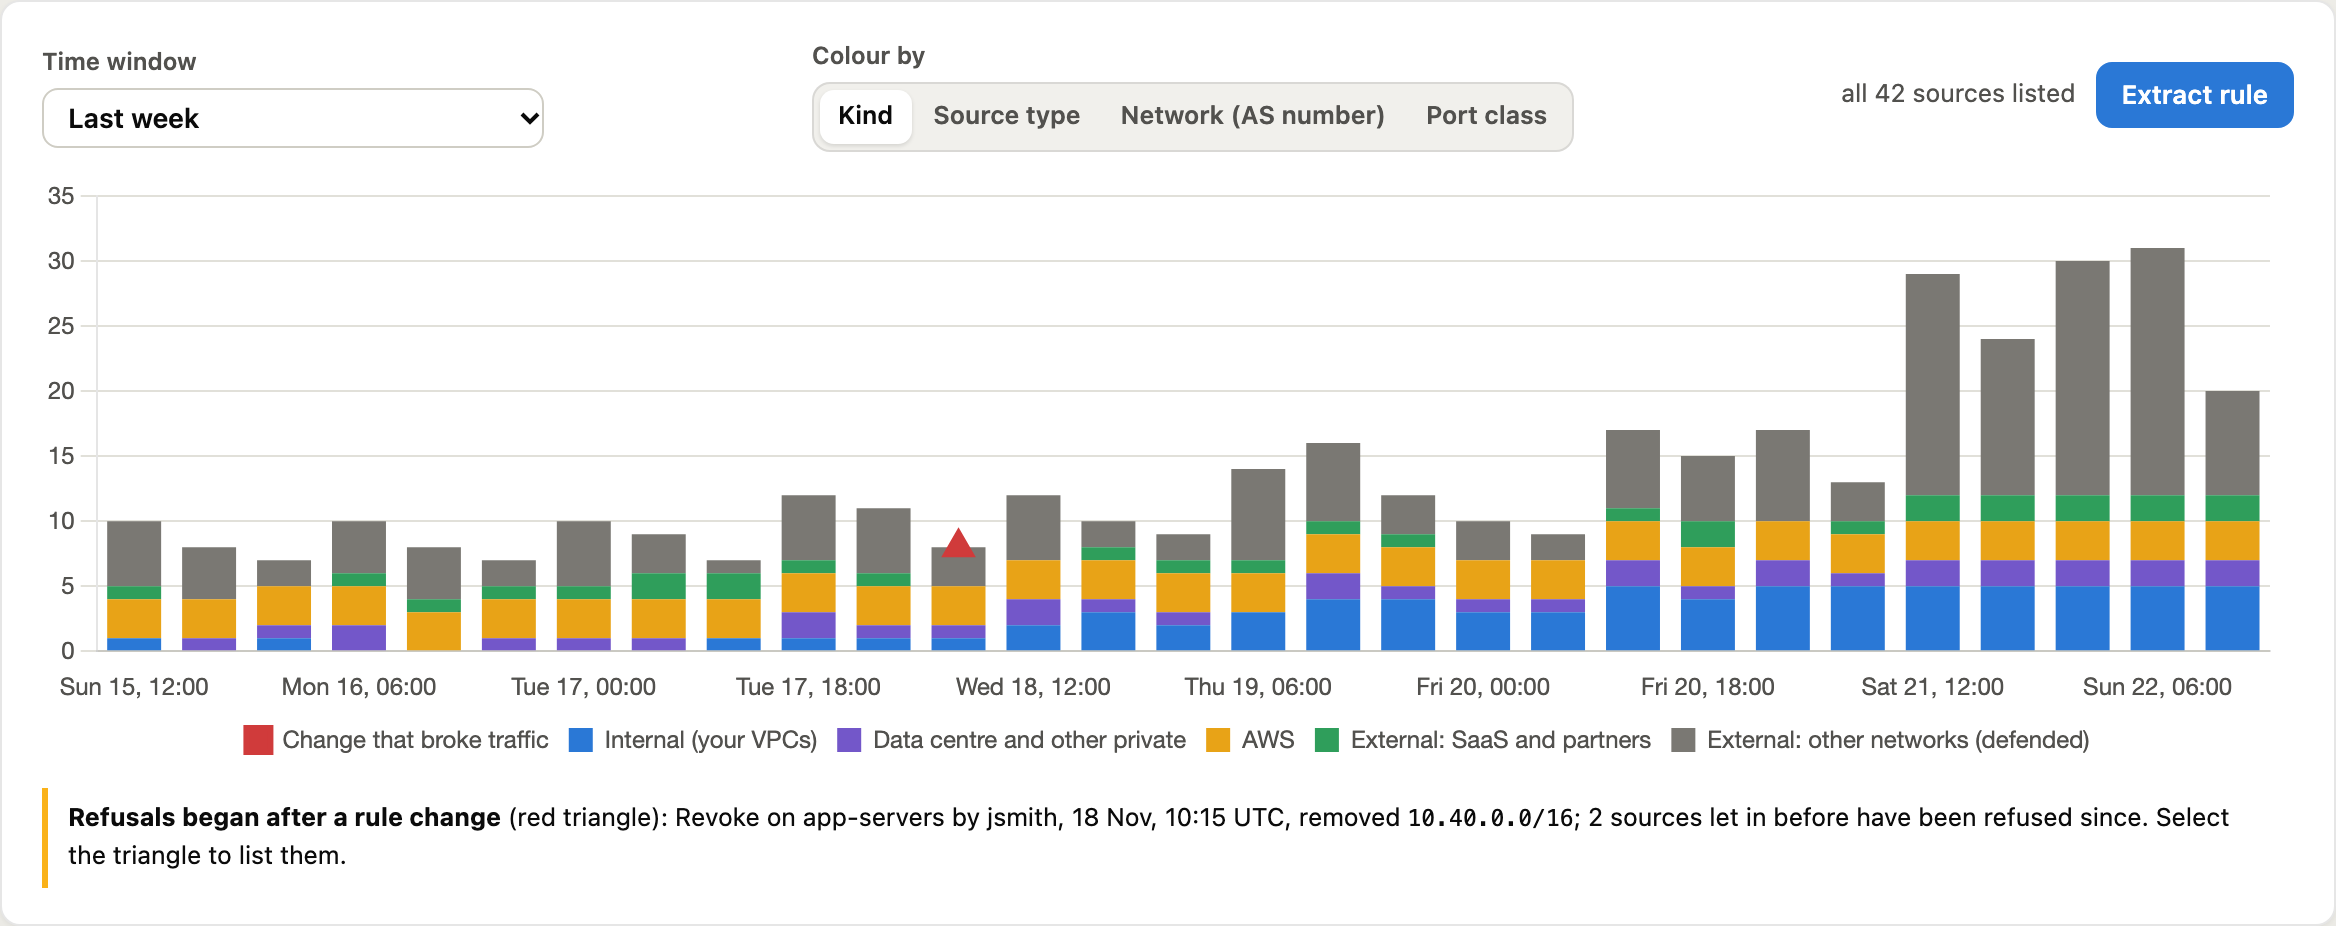 Time window
Last week
Colour by
Kind
Source type
Network (AS number)
Port class
all 42 sources listed
Extract rule
35
30
25
20
15
10
5
0
Sun 15, 12:00
Mon 16, 06:00
Tue 17, 00:00
Tue 17, 18:00
Wed 18, 12:00
Thu 19, 06:00
Fri 20, 00:00
Fri 20, 18:00
Sat 21, 12:00
Sun 22, 06:00
Change that broke traffic
Internal (your VPCs)
Data centre and other private
AWS
External: SaaS and partners
External: other networks (defended)
Refusals began after a rule change (red triangle): Revoke on app-servers by jsmith, 18 Nov, 10:15 UTC, removed 10.40.0.0/16; 2 sources let in before have been refused since. Select
the triangle to list them.